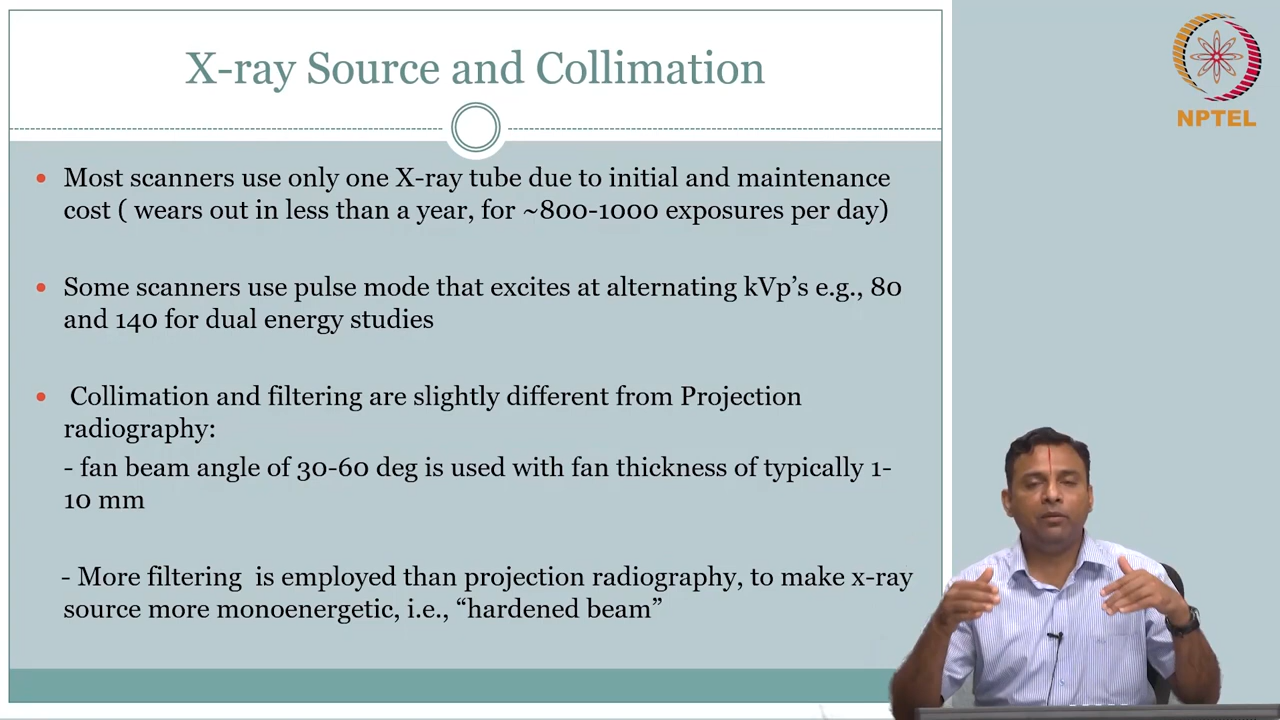 X-ray Source and Collimation
NPTEL
• Most scanners use only one X-ray tube due to initial and maintenance
cost ( wears out in less than a year, for ~800-1000 exposures per day)
• Some scanners use pulse mode that excites at alternating kVp’s e.g., 80
and 140 for dual energy studies
• Collimation and filtering are slightly different from Projection
radiography:
- fan beam angle of 30-60 deg is used with fan thickness of typically 1-
10 mm
- More filtering is employed than projection radiography, to make x-ray
source more monoenergetic, i.e., “hardened beam”